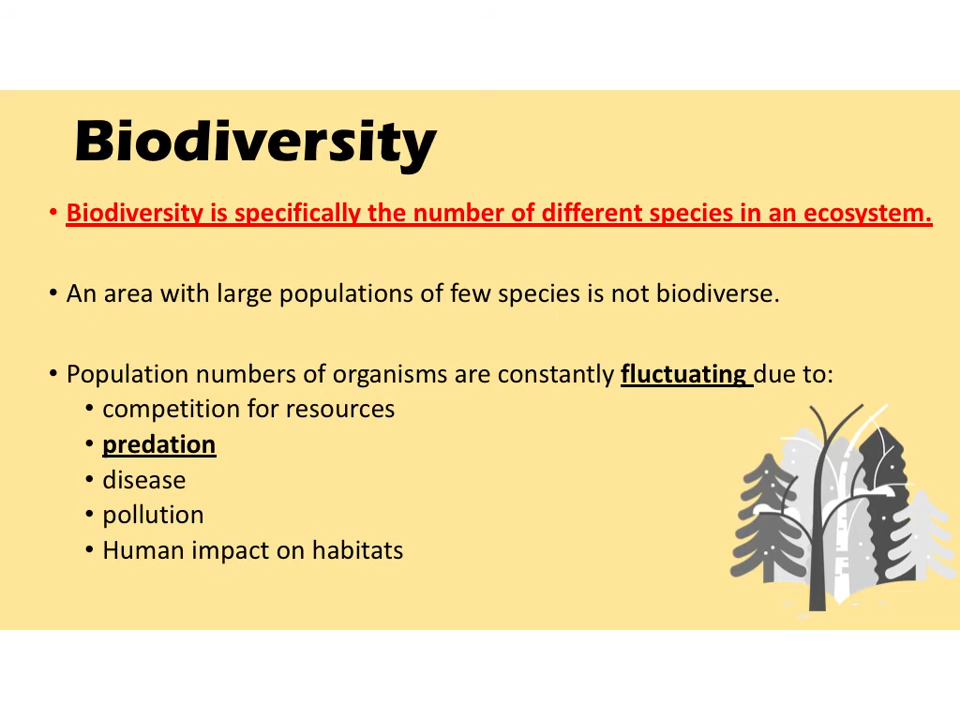 Biodiversity
• Biodiversity is specifically the number of different species in an ecosystem.
• An area with large populations of few species is not biodiverse.
• Population numbers of organisms are constantly fluctuating due to:
• competition for resources
• predation
• disease
• pollution
• Human impact on habitats